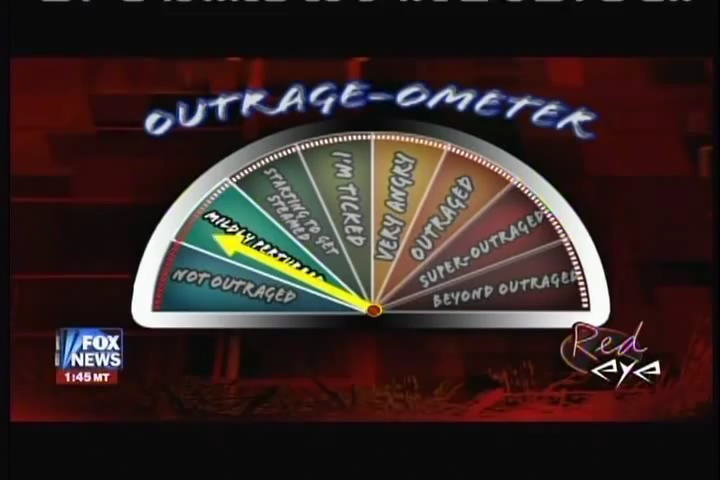 OUTRAGE-OMETER
NOT OUTRAGED
MILDLY
STARTING TO GET
STEAMED
I'M TICKED
VERY ANGRY
OUTRAGED
SUPER-OUTRAGED
BEYOND OUTRAGED
FOX
NEWS
1:45 MT
Red
eye